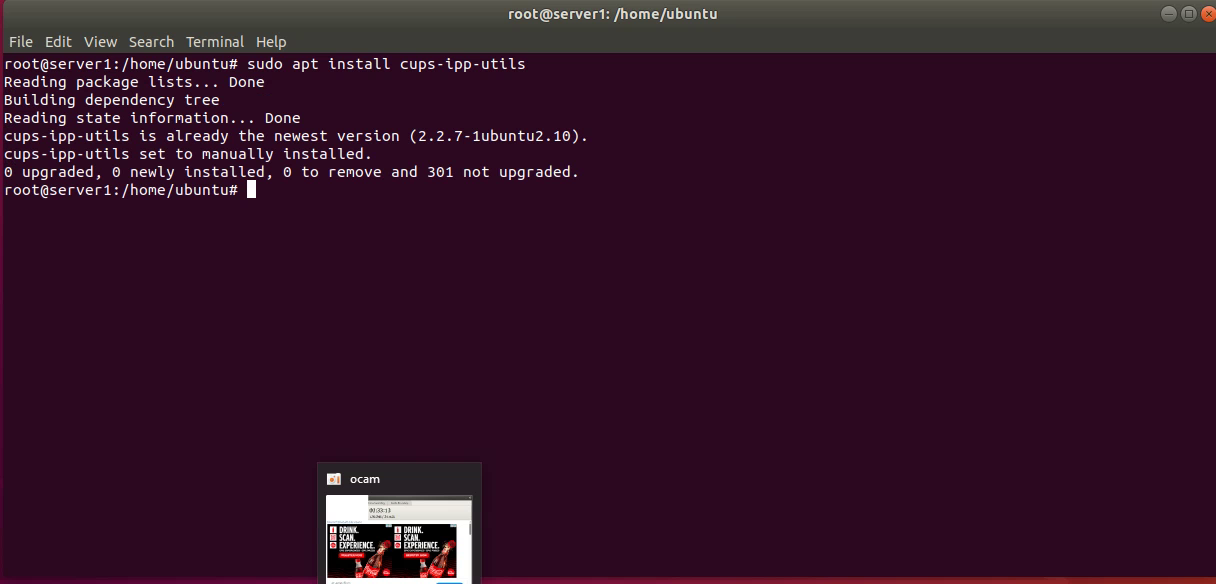 root@server1: /home/ubuntu
File Edit View Search Terminal Help
root@server1:/home/ubuntu# sudo apt install cups-ipp-utils
Reading package lists... Done
Building dependency tree
Reading state information... Done
cups-ipp-utils is already the newest version (2.2.7-1ubuntu2.10).
cups-ipp-utils set to manually installed.
0 upgraded, 0 newly installed, 0 to remove and 301 not upgraded.
root@server1:/home/ubuntu#
ocam
00:33:13
DRINK. DRINK.
SCAN. SCAN.
EXPERIENCE. EXPERIENCE.